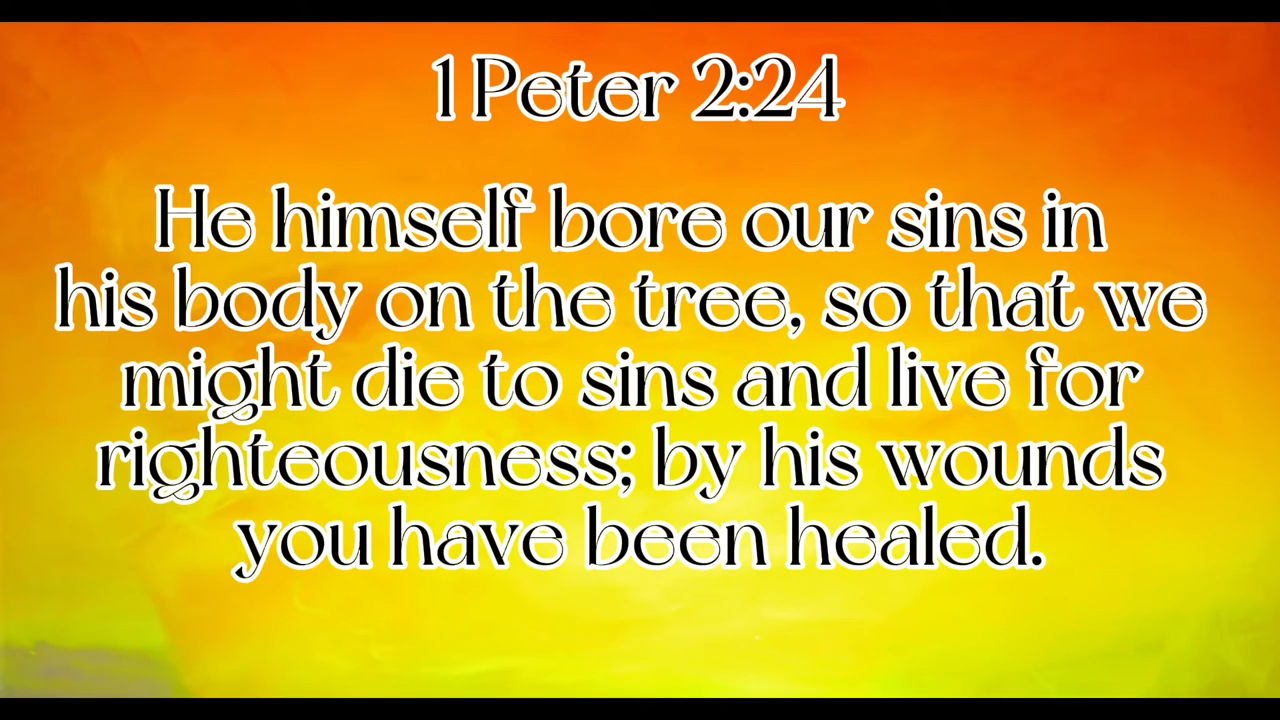 1 Peter 2:24
He himself bore our sins in
his body on the tree, so that we
might die to sins and live for
righteousness; by his wounds
you have been healed.